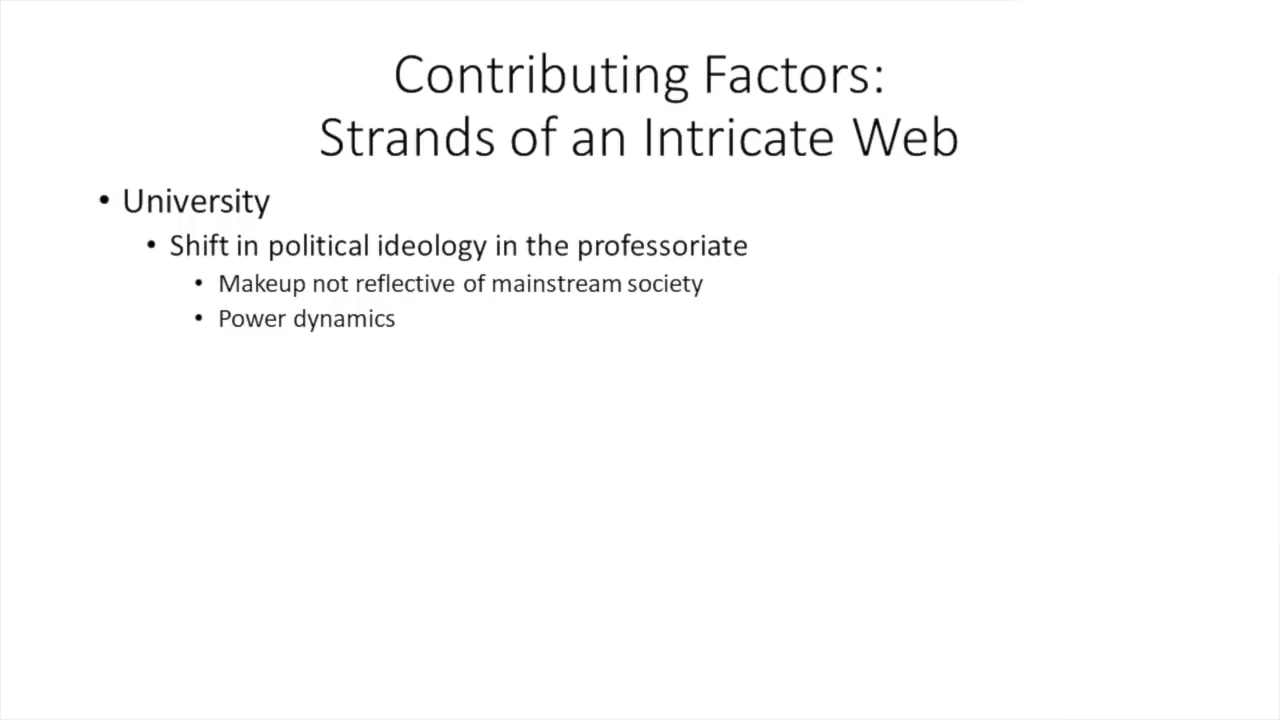 Contributing Factors:
Strands of an Intricate Web
• University
• Shift in political ideology in the professoriate
• Makeup not reflective of mainstream society
• Power dynamics